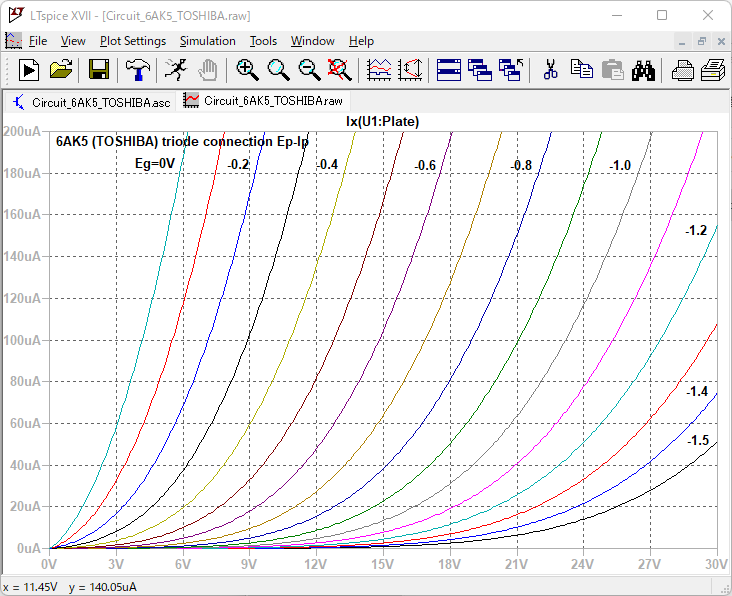 LTspice XVII - [Circuit_6AK5_TOSHIBA.raw]
File View Plot Settings Simulation Tools Window Help
Circuit_6AK5_TOSHIBA.asc Circuit_6AK5_TOSHIBA.raw
Ix(U1:Plate)
200uA
6AK5 (TOSHIBA) triode connection Ep-Ip
Eg=0V -0.2 -0.4 -0.6 -0.8 -1.0
180uA
160uA
-1.2
140uA
120uA
100uA
80uA
-1.4
60uA
-1.5
40uA
20uA
0uA
0V 3V 6V 9V 12V 15V 18V 21V 24V 27V 30V
x = 11.45V y = 140.05uA